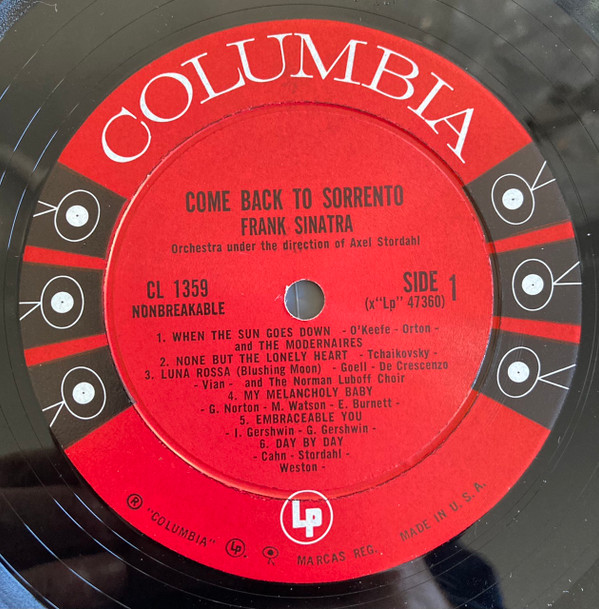 COLUMBIA
COME BACK TO SORRENTO
FRANK SINATRA
Orchestra under the direction of Axel Stordahl
CL 1359
NONBREAKABLE
SIDE 1
(x"Lp" 47360)
1. WHEN THE SUN GOES DOWN - O'Keefe - Orton -
and THE MODERNAIRES
2. NONE BUT THE LONELY HEART - Tchaikovsky -
3. LUNA ROSSA (Blushing Moon) - Goell - De Crescenzo
- Vian - and The Norman Luboff Choir
4. MY MELANCHOLY BABY
- G. Norton - M. Watson - E. Burnett -
5. EMBRACEABLE YOU
- I. Gershwin - G. Gershwin -
6. DAY BY DAY
- Cahn - Stordahl -
Weston -
Lp
® "COLUMBIA" Lp. MARCAS REG. MADE IN U.S.A.